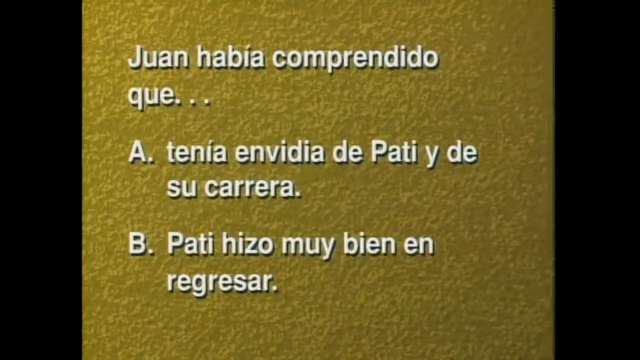 Juan había comprendido
que. . .
A. tenía envidia de Pati y de
su carrera.
B. Pati hizo muy bien en
regresar.